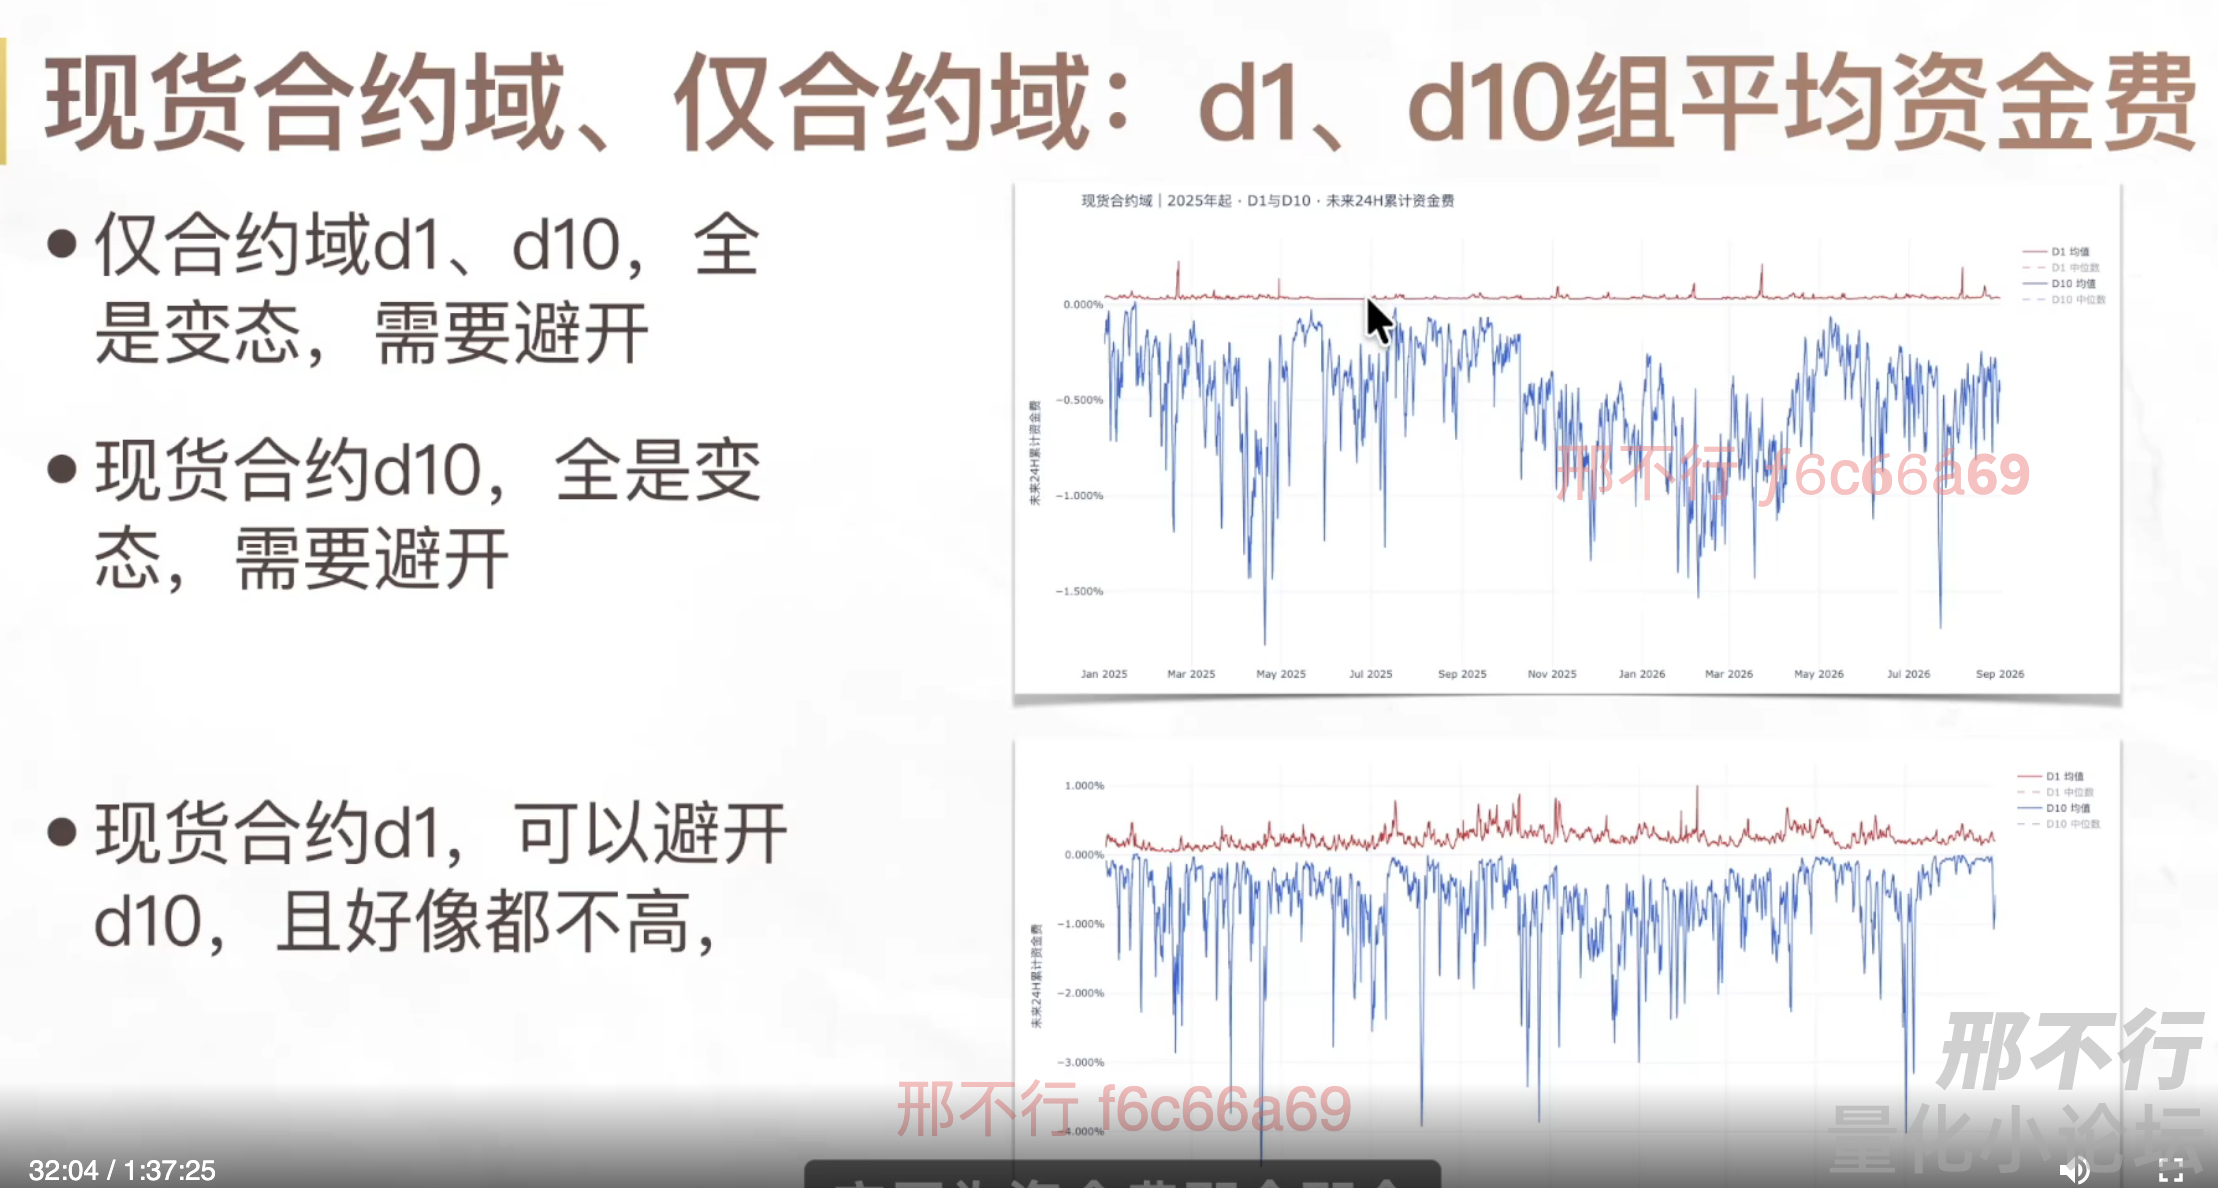 现货合约域、仅合约域：d1、d10组平均资金费
•仅合约域d1、d10，全
是变态，需要避开
•现货合约d10，全是变
态，需要避开
•现货合约d1，可以避开
d10，且好像都不高，
现货合约域｜2025年起 · D1与D10 · 未来24H累计资金费
D1 均值
D1 中位数
D10 均值
D10 中位数
0.000%
−0.500%
−1.000%
−1.500%
未来24H累计资金费
Jan 2025 Mar 2025 May 2025 Jul 2025 Sep 2025 Nov 2025 Jan 2026 Mar 2026 May 2026 Jul 2026 Sep 2026
邢不行 f6c66a69
D1 均值
D1 中位数
D10 均值
D10 中位数
1.000%
0.000%
−1.000%
−2.000%
−3.000%
−4.000%
未来24H累计资金费
邢不行 f6c66a69
邢不行
量化小论坛
32:04 / 1:37:25